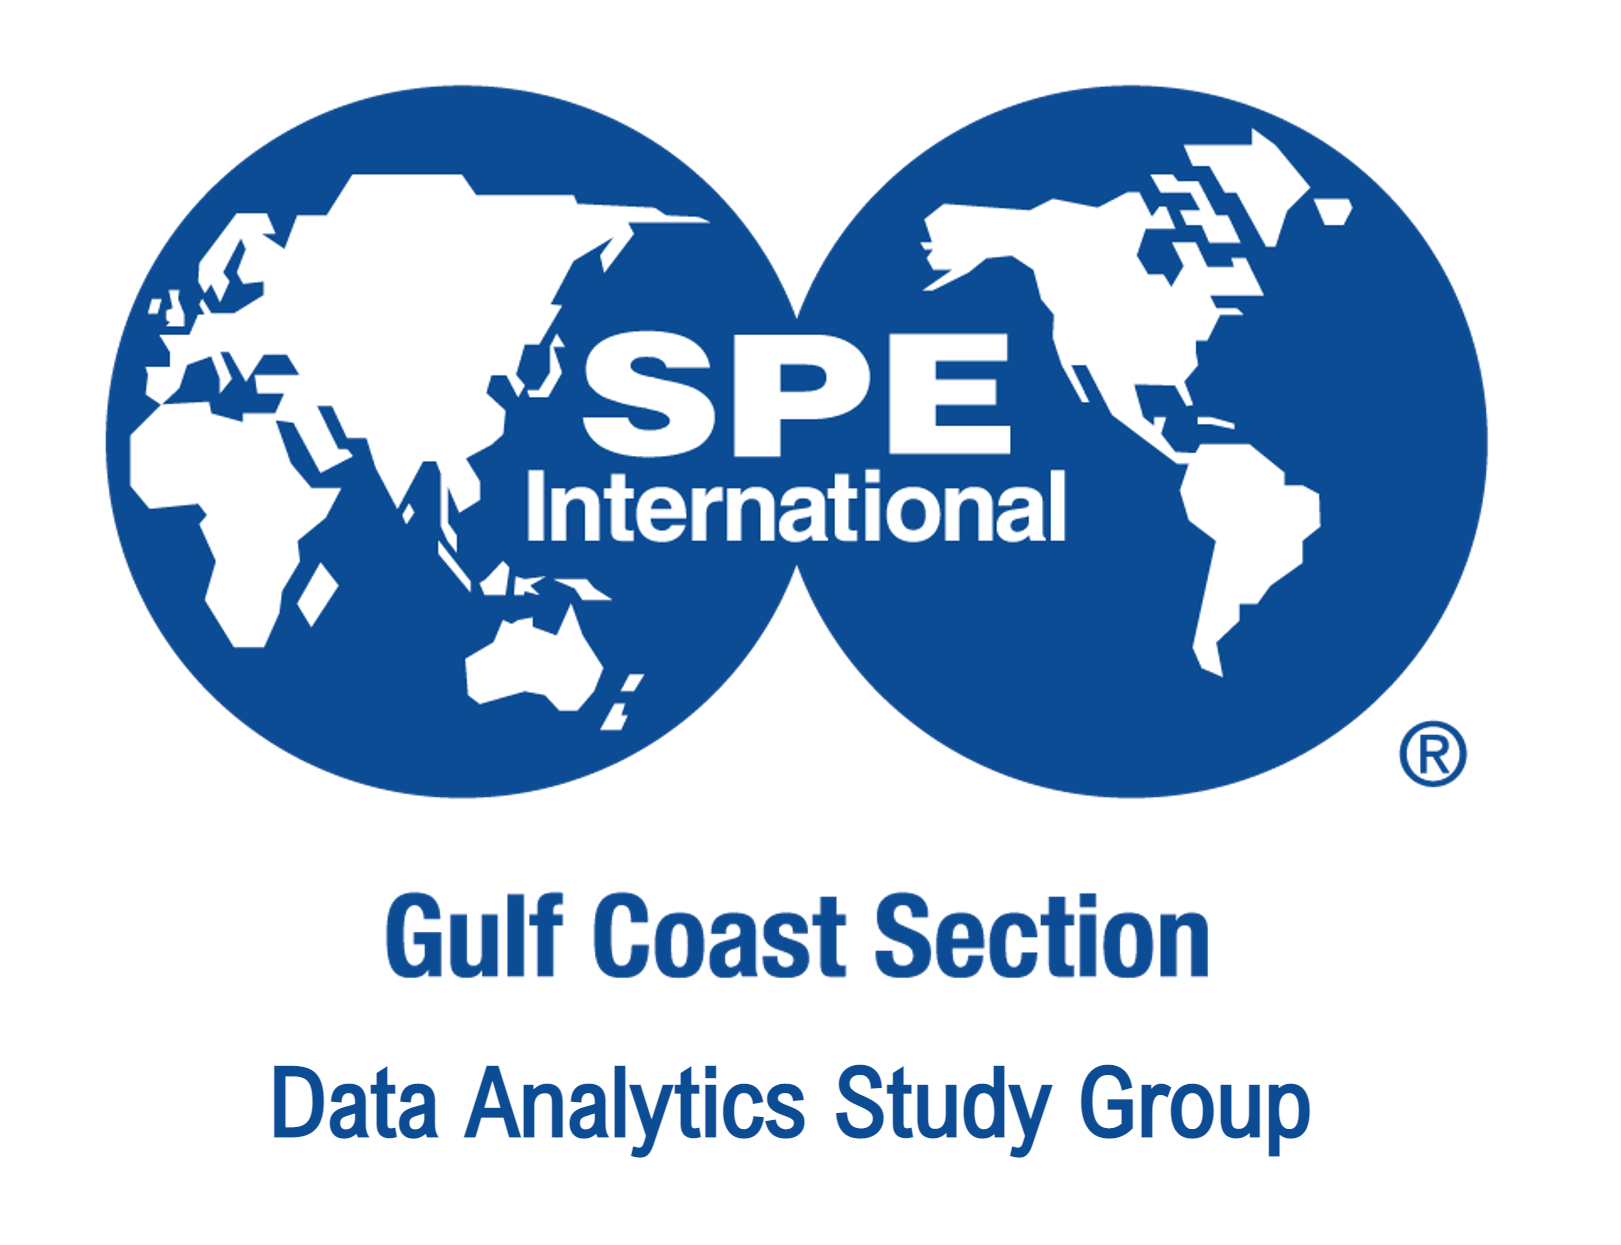 SPE
International
®
Gulf Coast Section
Data Analytics Study Group